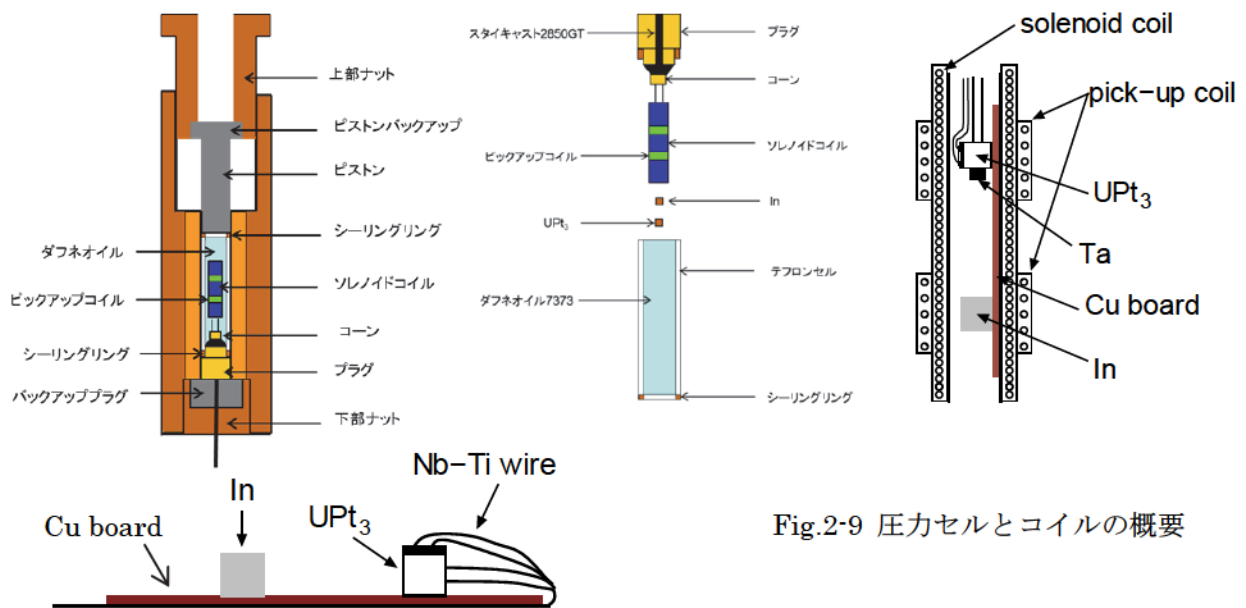 上部ナット
ピストンバックアップ
ピストン
シーリングリング
ダフネオイル
ソレノイドコイル
ピックアップコイル
コーン
シーリングリング
プラグ
バックアッププラグ
下部ナット
スタイキャスト2850GT
プラグ
コーン
ソレノイドコイル
ピックアップコイル
In
UPt₃
テフロンセル
ダフネオイル7373
シーリングリング
solenoid coil
pick-up coil
UPt₃
Ta
Cu board
In
Nb-Ti wire
In
UPt₃
Cu board
Fig.2-9 圧力セルとコイルの概要